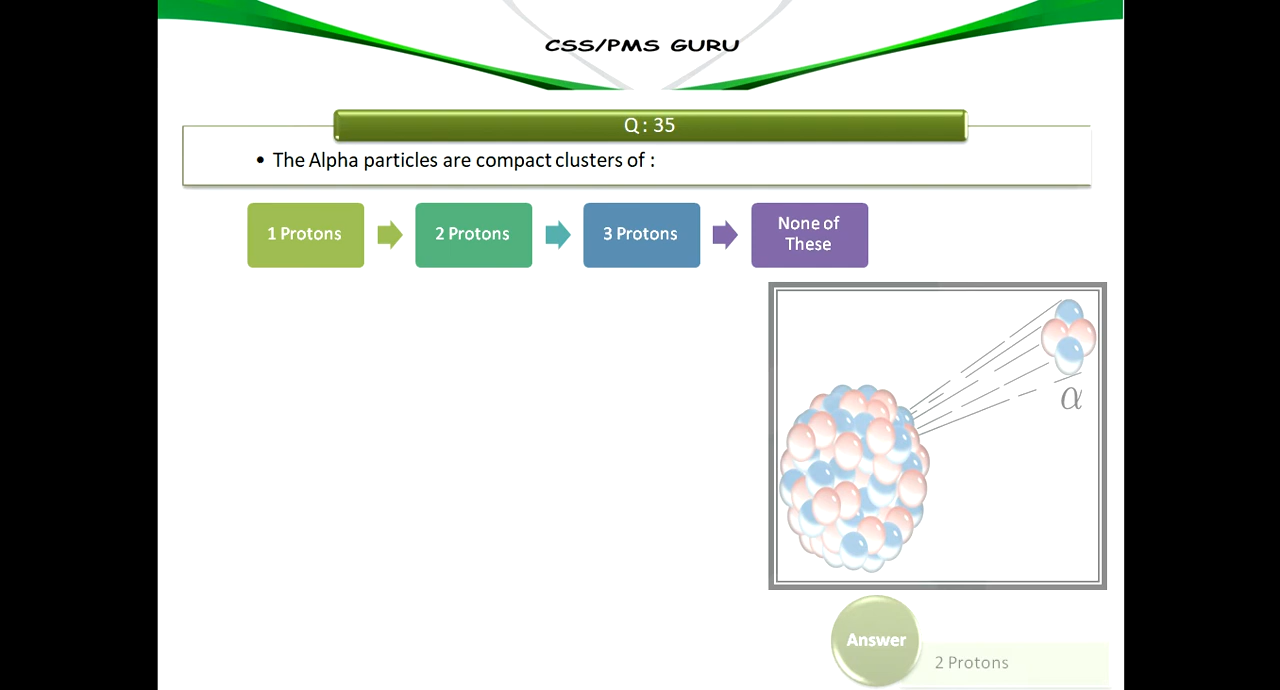 CSS/PMS GURU
Q : 35
• The Alpha particles are compact clusters of :
1 Protons
2 Protons
3 Protons
None of
These
α
Answer
2 Protons